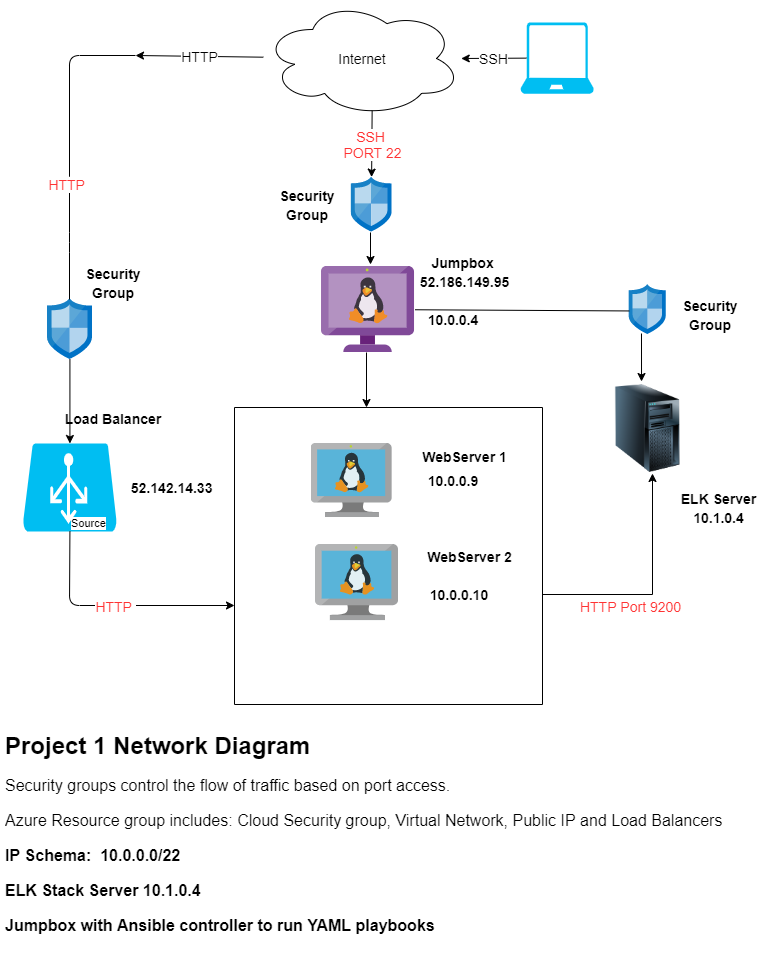 HTTP
Internet
SSH
SSH
PORT 22
HTTP
Security
Group
Security
Group
Jumpbox
52.186.149.95
10.0.0.4
Security
Group
Load Balancer
52.142.14.33
Source
WebServer 1
10.0.0.9
WebServer 2
10.0.0.10
ELK Server
10.1.0.4
HTTP
HTTP Port 9200
Project 1 Network Diagram
Security groups control the flow of traffic based on port access.
Azure Resource group includes: Cloud Security group, Virtual Network, Public IP and Load Balancers
IP Schema:  10.0.0.0/22
ELK Stack Server 10.1.0.4
Jumpbox with Ansible controller to run YAML playbooks